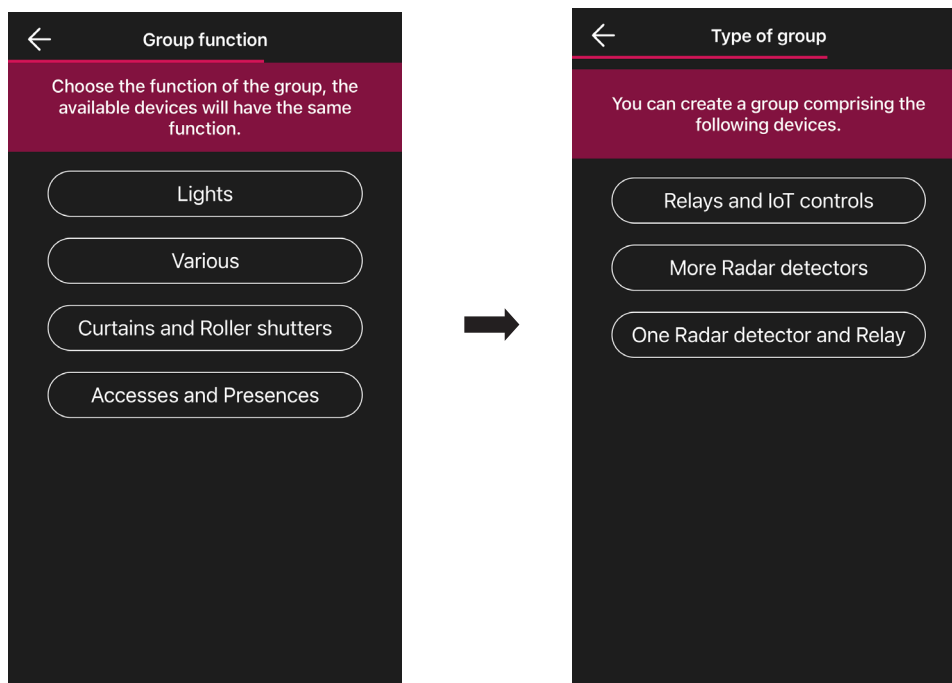 Group function
Choose the function of the group, the
available devices will have the same
function.
Lights
Various
Curtains and Roller shutters
Accesses and Presences
Type of group
You can create a group comprising the
following devices.
Relays and IoT controls
More Radar detectors
One Radar detector and Relay